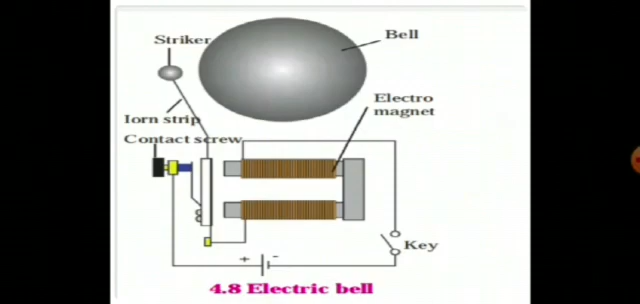 Striker
Bell
Electro
magnet
Iorn strip
Contact screw
Key
+ -
4.8 Electric bell